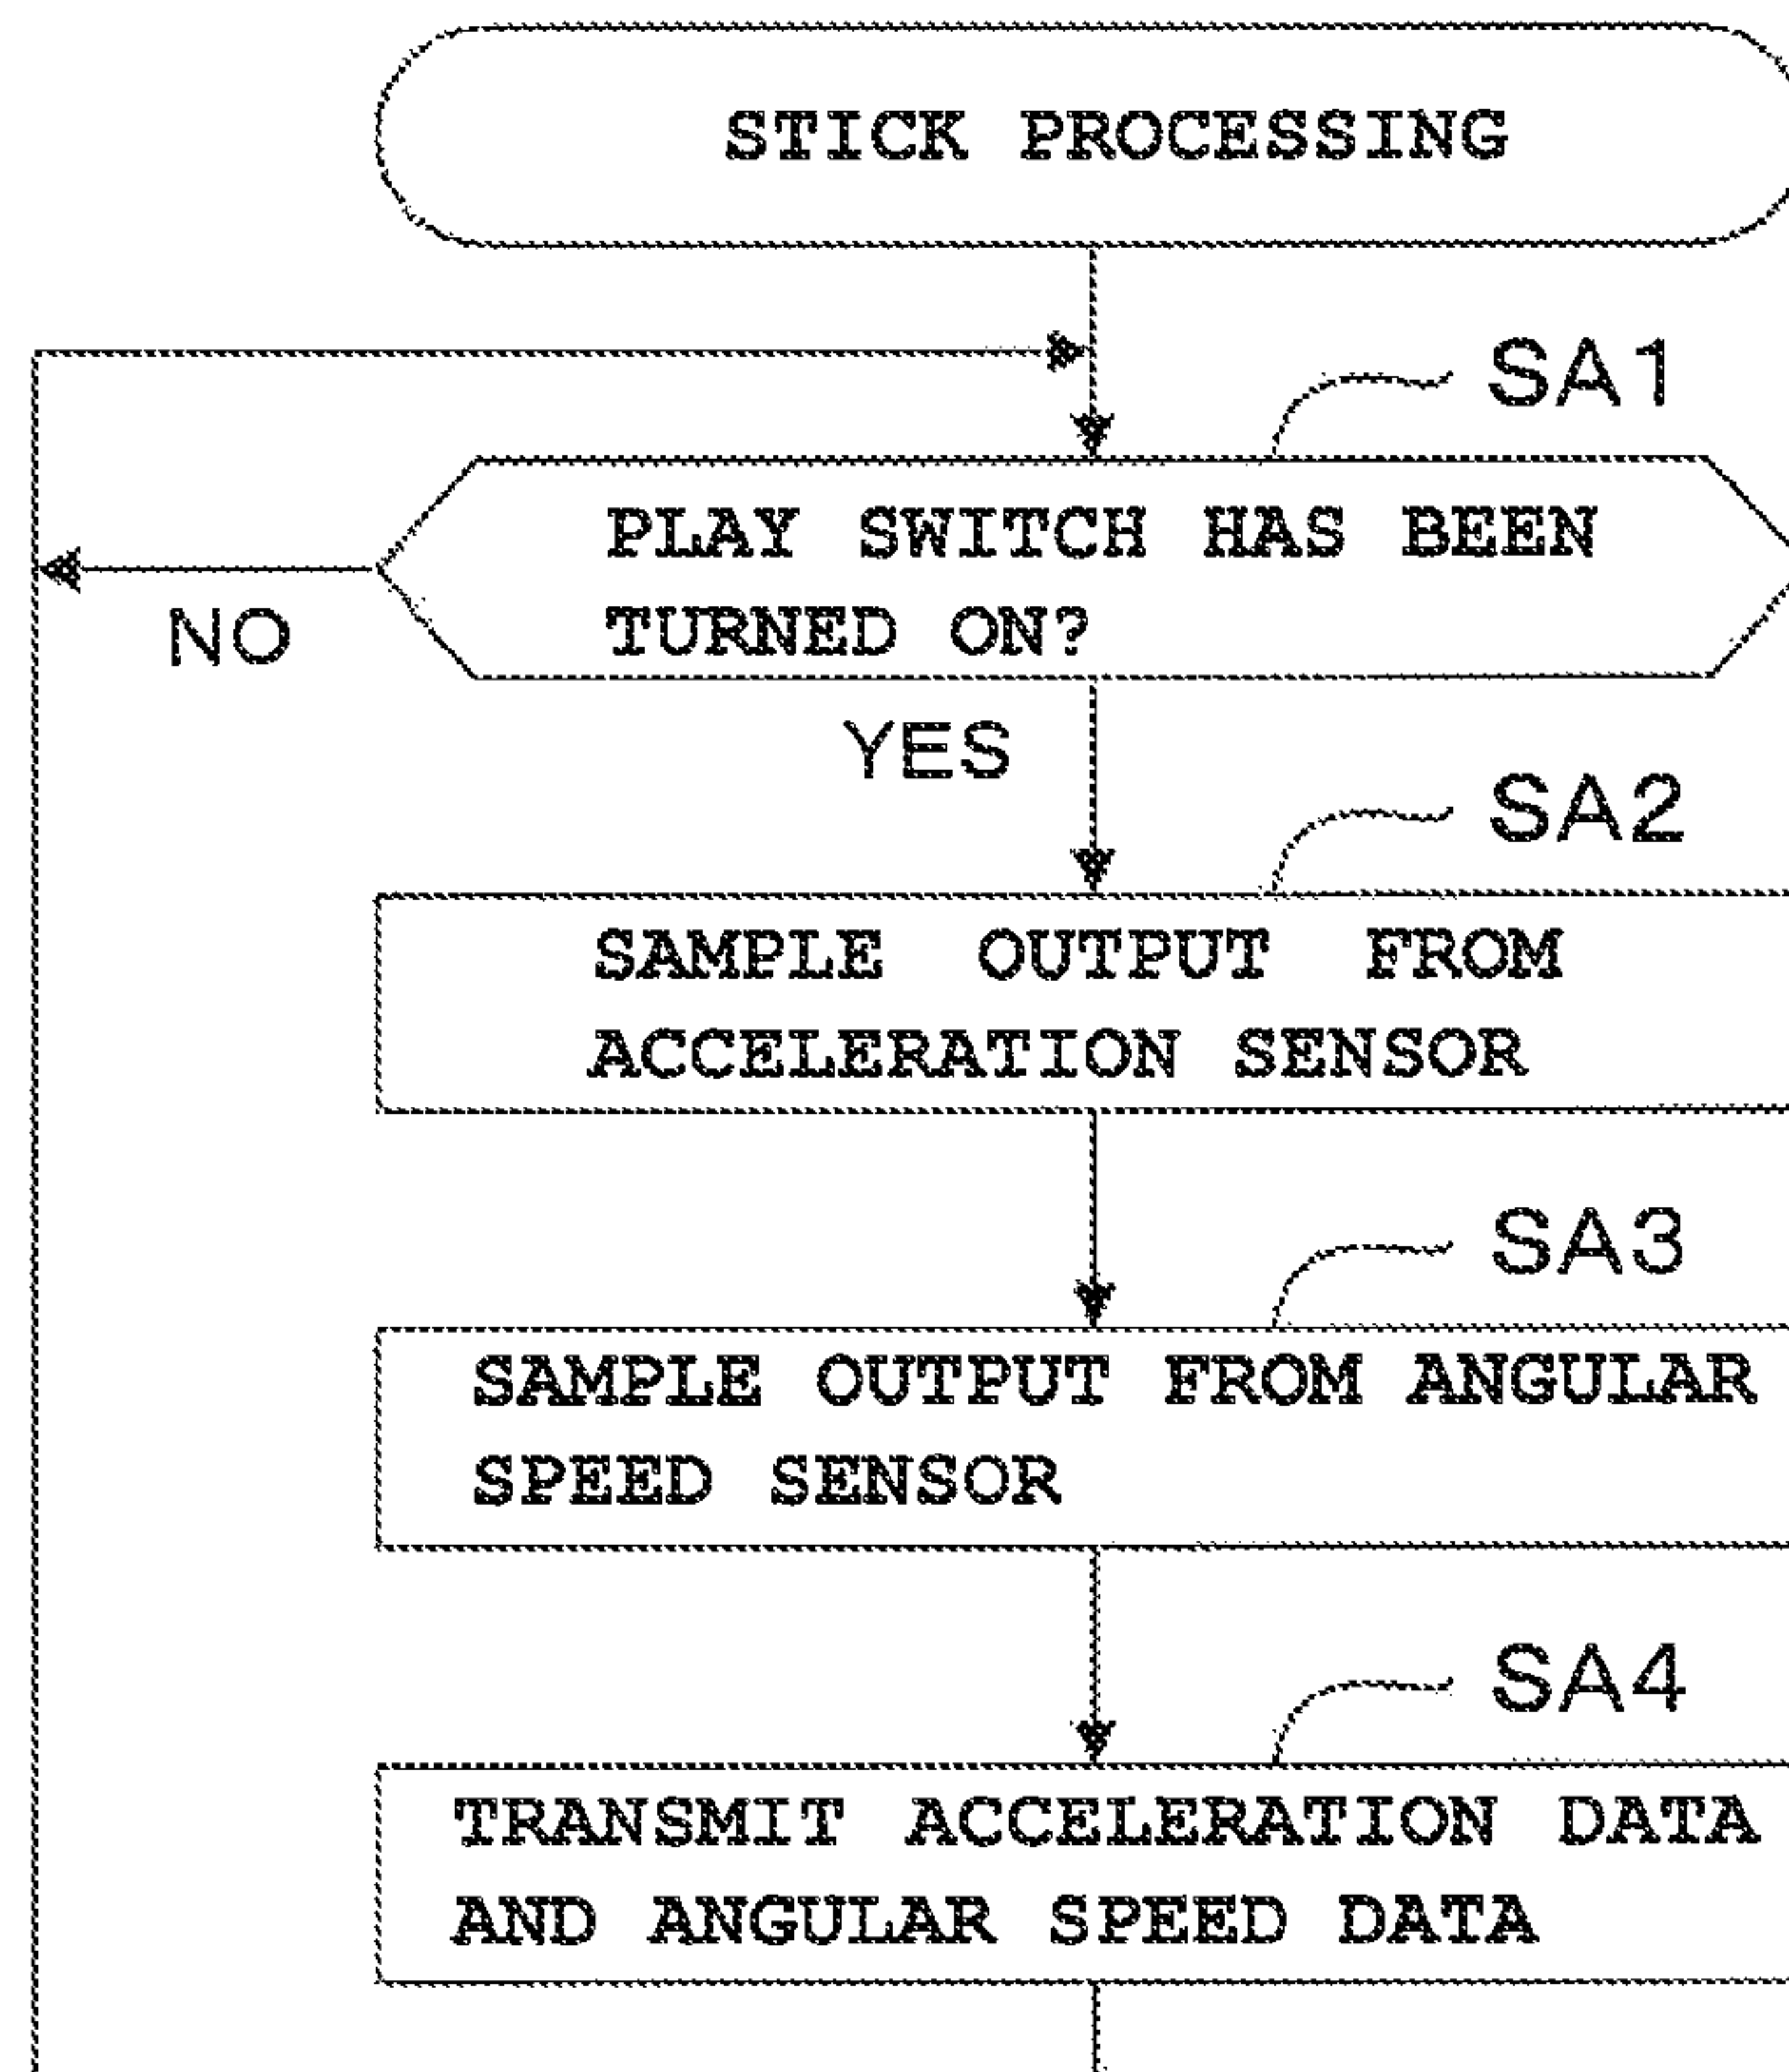 STICK PROCESSING
SA1
PLAY SWITCH HAS BEEN
TURNED ON?
NO
YES
SA2
SAMPLE OUTPUT FROM
ACCELERATION SENSOR
SA3
SAMPLE OUTPUT FROM ANGULAR
SPEED SENSOR
SA4
TRANSMIT ACCELERATION DATA
AND ANGULAR SPEED DATA